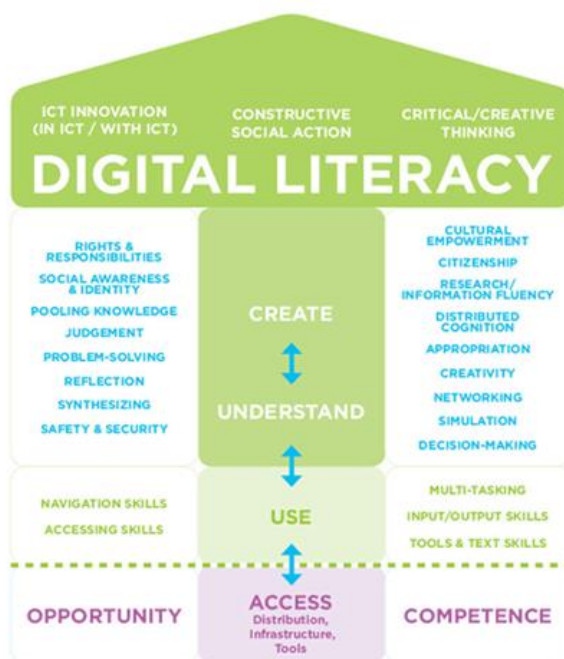 ICT INNOVATION
(IN ICT / WITH ICT)
CONSTRUCTIVE
SOCIAL ACTION
CRITICAL/CREATIVE
THINKING
DIGITAL LITERACY
RIGHTS &
RESPONSIBILITIES
SOCIAL AWARENESS
& IDENTITY
POOLING KNOWLEDGE
JUDGEMENT
PROBLEM-SOLVING
REFLECTION
SYNTHESIZING
SAFETY & SECURITY
CREATE
UNDERSTAND
CULTURAL
EMPOWERMENT
CITIZENSHIP
RESEARCH/
INFORMATION FLUENCY
DISTRIBUTED
COGNITION
APPROPRIATION
CREATIVITY
NETWORKING
SIMULATION
DECISION-MAKING
NAVIGATION SKILLS
ACCESSING SKILLS
USE
MULTI-TASKING
INPUT/OUTPUT SKILLS
TOOLS & TEXT SKILLS
OPPORTUNITY
ACCESS
Distribution,
Infrastructure,
Tools
COMPETENCE